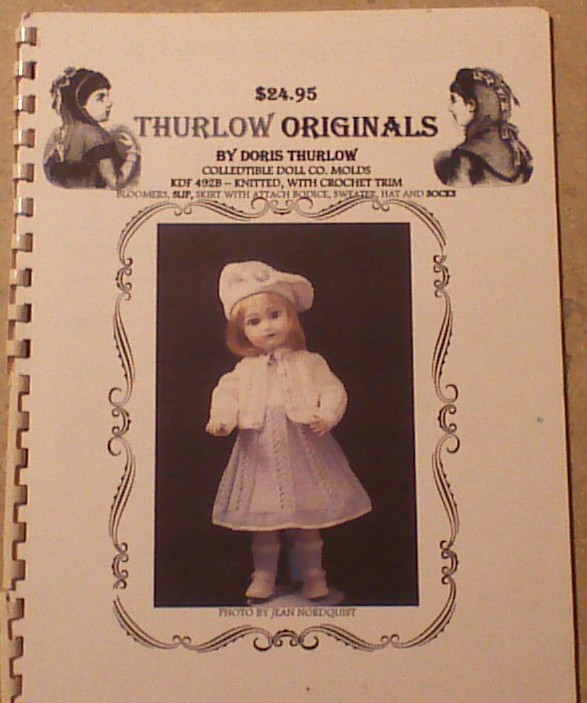 $24.95
THURLOW ORIGINALS
BY DORIS THURLOW
COLLEDTIBLE DOLL CO. MOLDS
KDF 492B – KNITTED, WITH CROCHET TRIM
BLOOMERS, SLIP, SKIRT WITH ATTACH BODICE, SWEATER, HAT AND SOCKS
PHOTO BY JEAN NORDQUIST